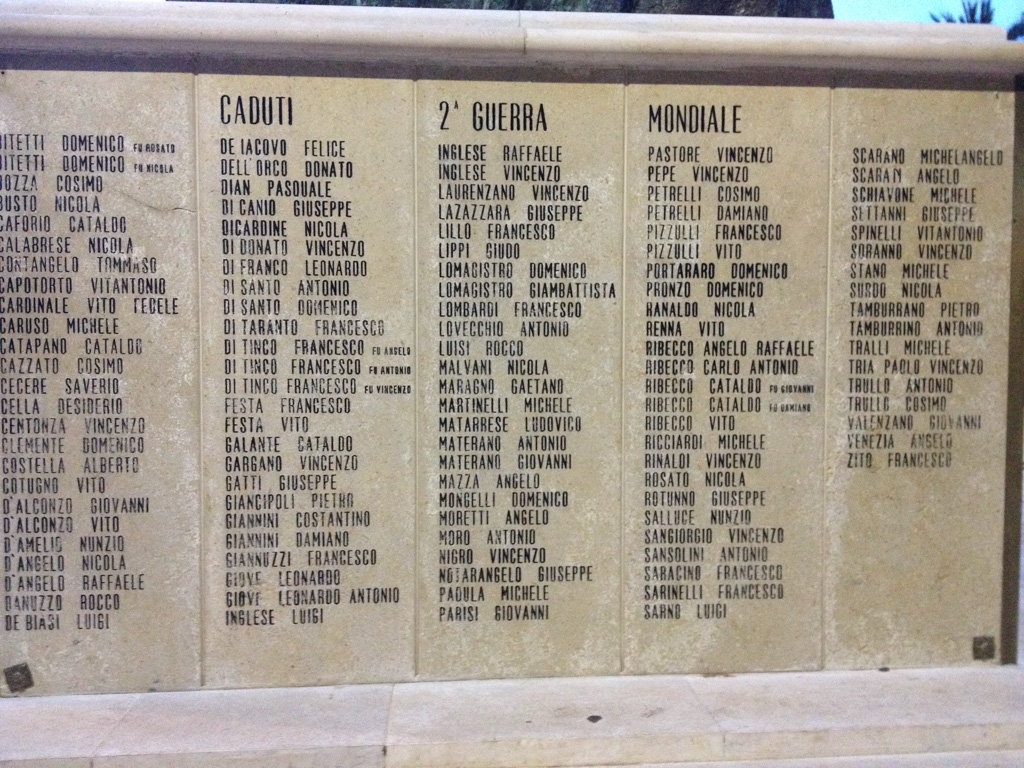 DITETTI DOMENICO FU ROSATO
DITETTI DOMENICO FU NICOLA
BOZZA COSIMO
BUSTO NICOLA
CAFORIO CATALDO
CALABRESE NICOLA
CONTANGELO TOMMASO
CAPOTORTO VITANTONIO
CARDINALE VITO FEDELE
CARUSO MICHELE
CATAPANO CATALDO
CAZZATO COSIMO
CECERE SAVERIO
CELLA DESIDERIO
CENTONZA VINCENZO
CLEMENTE DOMENICO
COSTELLA ALBERTO
COTUGNO VITO
D'ALCONZO GIOVANNI
D'ALCONZO VITO
D'AMELIO NUNZIO
D'ANGELO NICOLA
D'ANGELO RAFFAELE
DANUZZO ROCCO
DE BIASI LUIGI
CADUTI
DE IACOVO FELICE
DELL'ORCO DONATO
DIAN PASQUALE
DI CANIO GIUSEPPE
DICARDINE NICOLA
DI DONATO VINCENZO
DI FRANCO LEONARDO
DI SANTO ANTONIO
DI SANTO DOMENICO
DI TARANTO FRANCESCO
DI TINCO FRANCESCO FU ANGELO
DI TINCO FRANCESCO FU ANTONIO
DI TINCO FRANCESCO FU VINCENZO
FESTA FRANCESCO
FESTA VITO
GALANTE CATALDO
GARGANO VINCENZO
GATTI GIUSEPPE
GIANCIPOLI PIETRO
GIANNINI COSTANTINO
GIANNINI DAMIANO
GIANNUZZI FRANCESCO
GIOVE LEONARDO
GIOVE LEONARDO ANTONIO
INGLESE LUIGI
2ª GUERRA
INGLESE RAFFAELE
INGLESE VINCENZO
LAURENZANO VINCENZO
LAZAZZARA GIUSEPPE
LILLO FRANCESCO
LIPPI GIUDO
LOMAGISTRO DOMENICO
LOMAGISTRO GIAMBATTISTA
LOMBARDI FRANCESCO
LOVECCHIO ANTONIO
LUISI ROCCO
MALVANI NICOLA
MARAGNO GAETANO
MARTINELLI MICHELE
MATARRESE LUDOVICO
MATERANO ANTONIO
MATERANO GIOVANNI
MAZZA ANGELO
MONGELLI DOMENICO
MORETTI ANGELO
MORO ANTONIO
NIGRO VINCENZO
NOTARANGELO GIUSEPPE
PADULA MICHELE
PARISI GIOVANNI
MONDIALE
PASTORE VINCENZO
PEPE VINCENZO
PETRELLI COSIMO
PETRELLI DAMIANO
PIZZULLI FRANCESCO
PIZZULLI VITO
PORTARARO DOMENICO
PRONZO DOMENICO
RANALDO NICOLA
RENNA VITO
RIBECCO ANGELO RAFFAELE
RIBECCO CARLO ANTONIO
RIBECCO CATALDO FU GIOVANNI
RIBECCO CATALDO FU DAMIANO
RIBECCO VITO
RICCIARDI MICHELE
RINALDI VINCENZO
ROSATO NICOLA
ROTUNNO GIUSEPPE
SALLUCE NUNZIO
SANGIORGIO VINCENZO
SANSOLINI ANTONIO
SARACINO FRANCESCO
SARINELLI FRANCESCO
SARNO LUIGI
SCARANO MICHELANGELO
SCARANO ANGELO
SCHIAVONE MICHELE
SETTANNI GIUSEPPE
SPINELLI VITANTONIO
SORANNO VINCENZO
STANO MICHELE
SUSDO NICOLA
TAMBURRANO PIETRO
TAMBURRINO ANTONIO
TRALLI MICHELE
TRIA PAOLO VINCENZO
TRULLO ANTONIO
TRULLO COSIMO
VALENZANO GIOVANNI
VENEZIA ANGELO
ZITO FRANCESCO